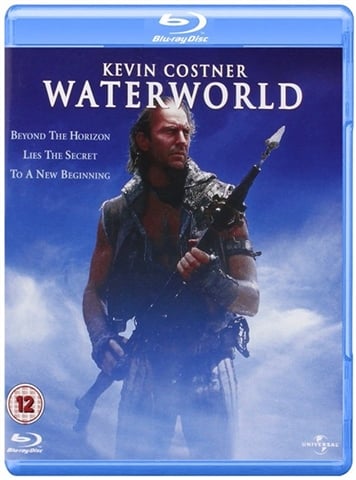 Blu-ray Disc
KEVIN COSTNER
WATERWORLD
BEYOND THE HORIZON
LIES THE SECRET
TO A NEW BEGINNING
12
Blu-ray Disc
UNIVERSAL